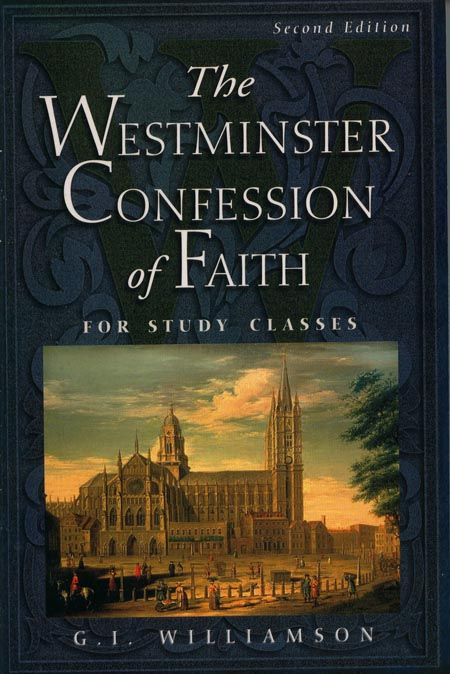 Second Edition
The
Westminster
Confession
of Faith
FOR STUDY CLASSES
G. I. WILLIAMSON